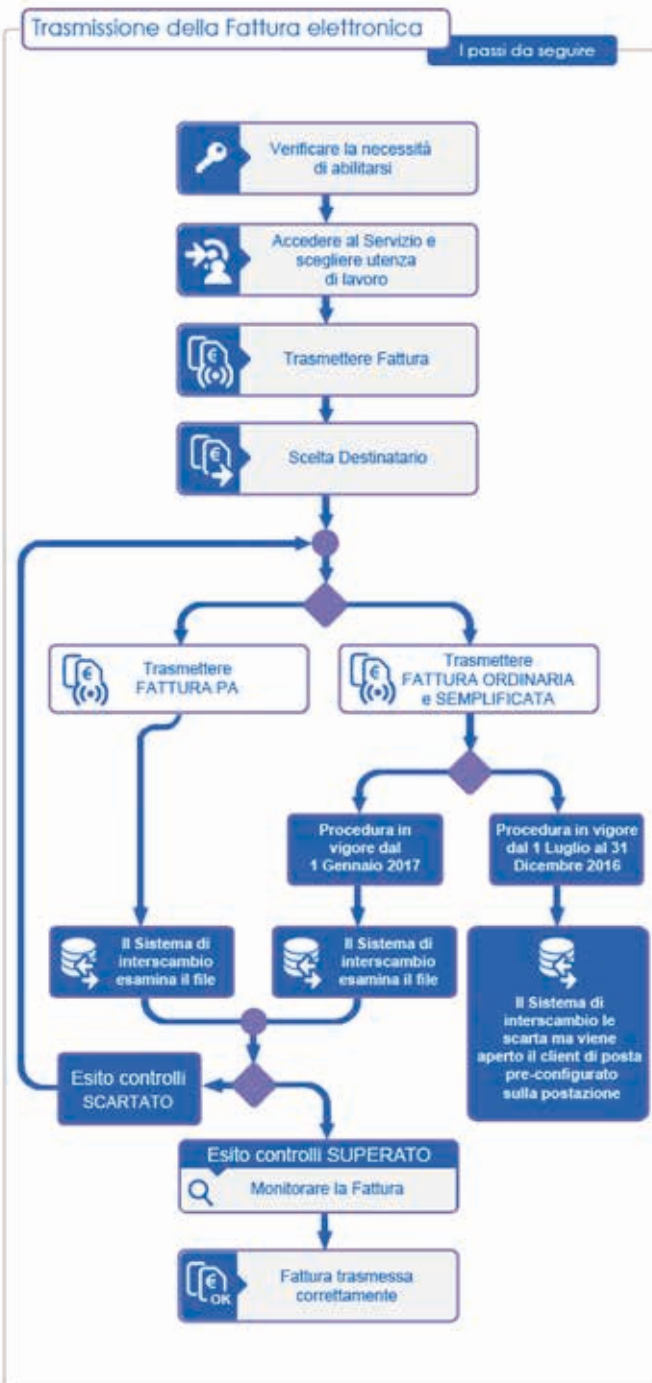 Trasmissione della Fattura elettronica
I passi da seguire
Verificare la necessità
di abilitarsi
Accedere al Servizio e
scegliere utenza
di lavoro
Trasmettere Fattura
Scelta Destinatario
Trasmettere
FATTURA PA
Trasmettere
FATTURA ORDINARIA
e SEMPLIFICATA
Procedura in
vigore dal
1 Gennaio 2017
Procedura in vigore
dal 1 Luglio al 31
Dicembre 2016
Il Sistema di
interscambio
esamina il file
Il Sistema di
interscambio
esamina il file
Il Sistema di
interscambio le
scarta ma viene
aperto il client di posta
pre-configurato
sulla postazione
Esito controlli
SCARTATO
Esito controlli SUPERATO
Monitorare la Fattura
OK
Fattura trasmessa
correttamente